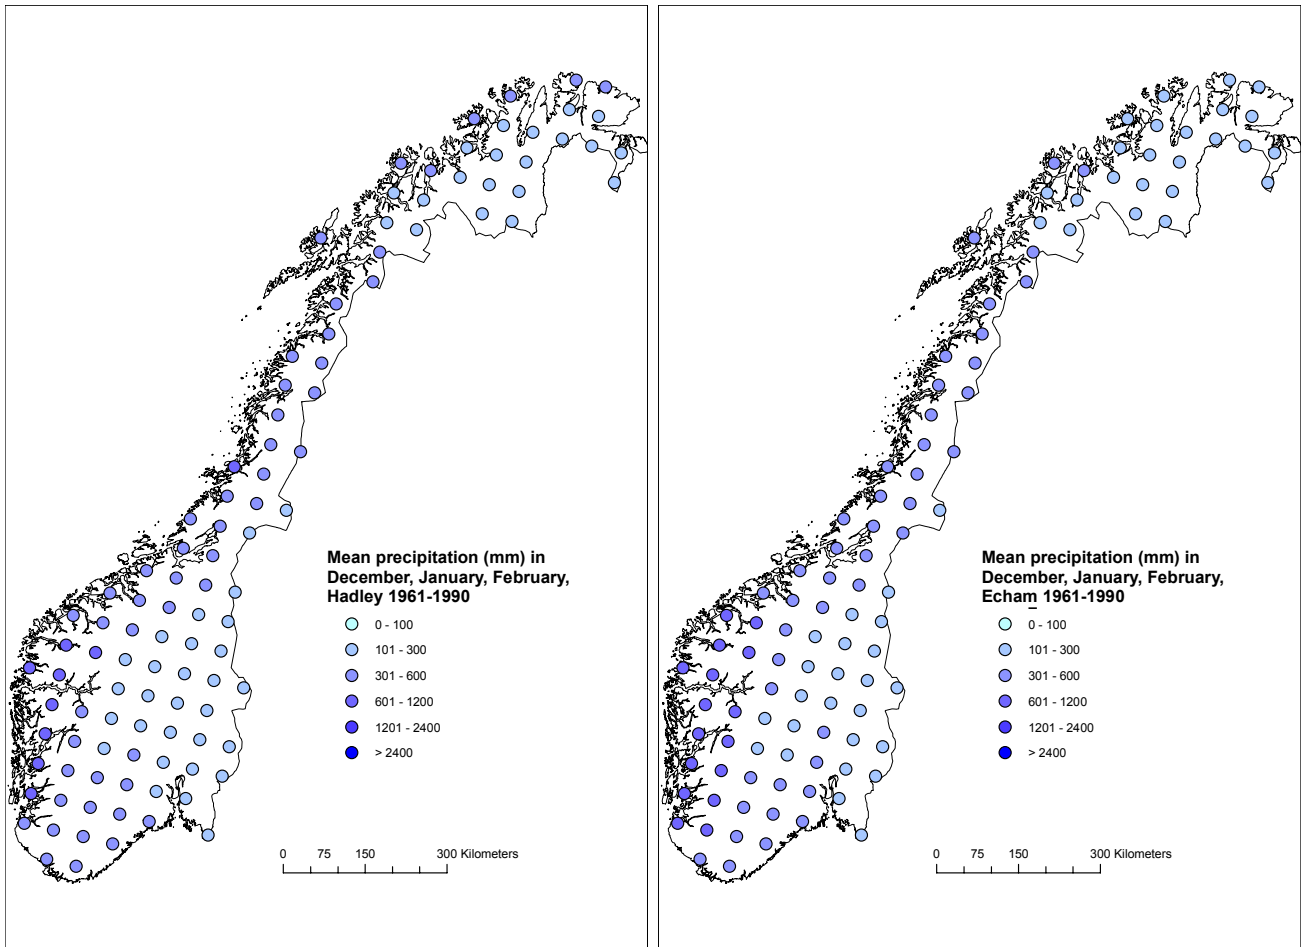 Mean precipitation (mm) in
December, January, February,
Hadley 1961-1990
0 - 100
101 - 300
301 - 600
601 - 1200
1201 - 2400
> 2400
0 75 150 300 Kilometers
Mean precipitation (mm) in
December, January, February,
Echam 1961-1990
0 - 100
101 - 300
301 - 600
601 - 1200
1201 - 2400
> 2400
0 75 150 300 Kilometers